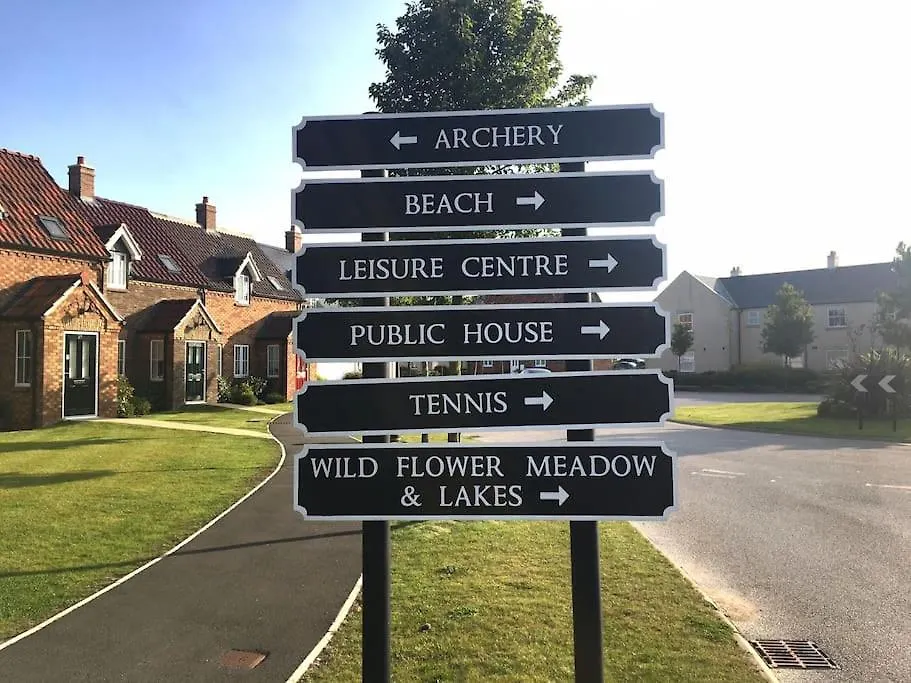 ← ARCHERY
BEACH →
LEISURE CENTRE →
PUBLIC HOUSE →
TENNIS →
WILD FLOWER MEADOW
& LAKES →